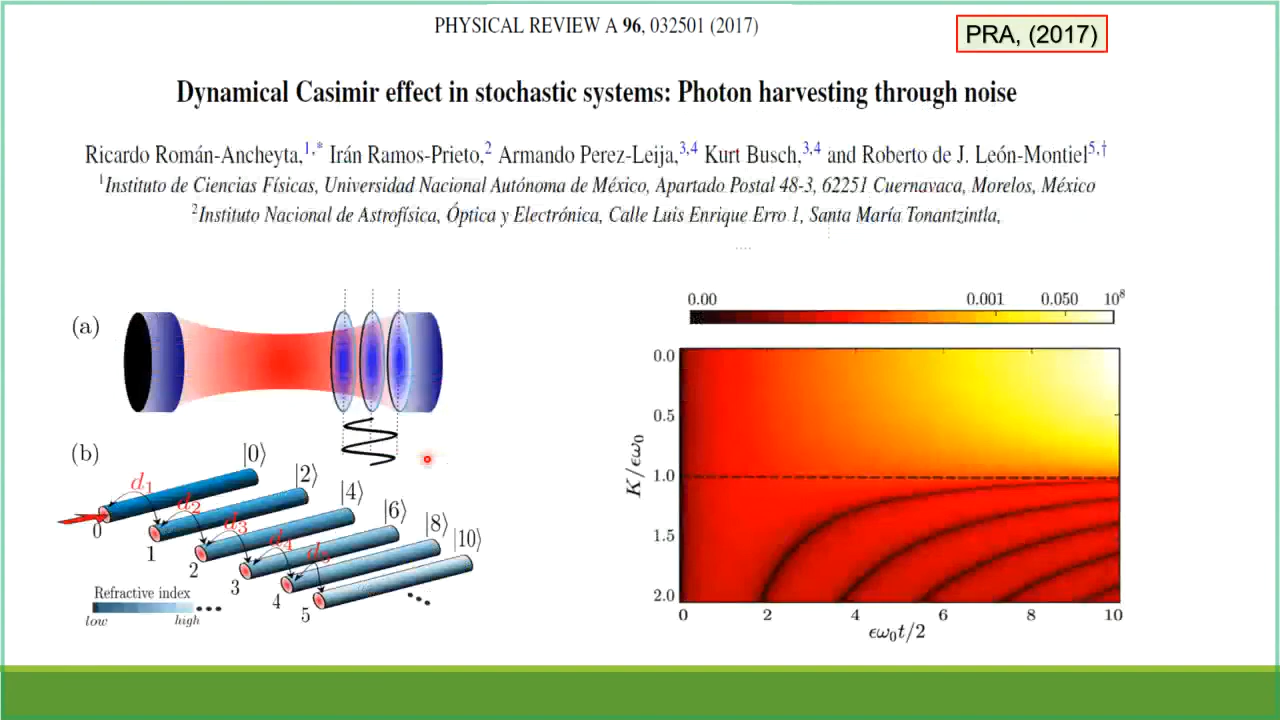 PHYSICAL REVIEW A 96, 032501 (2017)
PRA, (2017)
Dynamical Casimir effect in stochastic systems: Photon harvesting through noise
Ricardo Román-Ancheyta,1,* Irán Ramos-Prieto,2 Armando Perez-Leija,3,4 Kurt Busch,3,4 and Roberto de J. León-Montiel5,†
1Instituto de Ciencias Físicas, Universidad Nacional Autónoma de México, Apartado Postal 48-3, 62251 Cuernavaca, Morelos, México
2Instituto Nacional de Astrofísica, Óptica y Electrónica, Calle Luis Enrique Erro 1, Santa María Tonantzintla,
....
(a)
(b)
|0⟩
|2⟩
|4⟩
|6⟩
|8⟩
|10⟩
d1
d2
d3
d4
d5
0
1
2
3
4
5
Refractive index
low high
0.00 0.001 0.050 10^8
0.0
0.5
1.0
1.5
2.0
K/ϵω0
0 2 4 6 8 10
ϵω0t/2